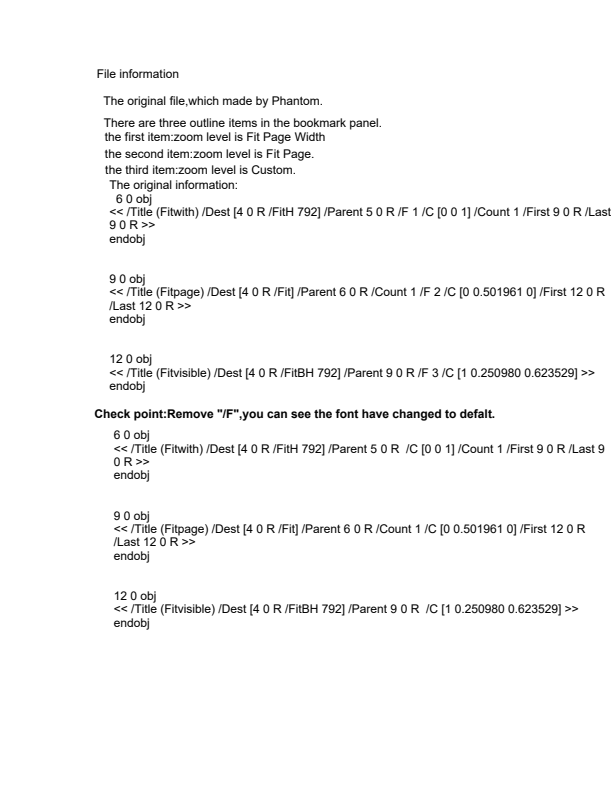 File information
The original file,which made by Phantom.
There are three outline items in the bookmark panel.
the first item:zoom level is Fit Page Width
the second item:zoom level is Fit Page.
the third item:zoom level is Custom.
The original information:
6 0 obj
<< /Title (Fitwith) /Dest [4 0 R /FitH 792] /Parent 5 0 R /F 1 /C [0 0 1] /Count 1 /First 9 0 R /Last
9 0 R >>
endobj
9 0 obj
<< /Title (Fitpage) /Dest [4 0 R /Fit] /Parent 6 0 R /Count 1 /F 2 /C [0 0.501961 0] /First 12 0 R
/Last 12 0 R >>
endobj
12 0 obj
<< /Title (Fitvisible) /Dest [4 0 R /FitBH 792] /Parent 9 0 R /F 3 /C [1 0.250980 0.623529] >>
endobj
Check point:Remove "/F",you can see the font have changed to defalt.
6 0 obj
<< /Title (Fitwith) /Dest [4 0 R /FitH 792] /Parent 5 0 R  /C [0 0 1] /Count 1 /First 9 0 R /Last 9
0 R >>
endobj
9 0 obj
<< /Title (Fitpage) /Dest [4 0 R /Fit] /Parent 6 0 R /Count 1 /C [0 0.501961 0] /First 12 0 R
/Last 12 0 R >>
endobj
12 0 obj
<< /Title (Fitvisible) /Dest [4 0 R /FitBH 792] /Parent 9 0 R  /C [1 0.250980 0.623529] >>
endobj